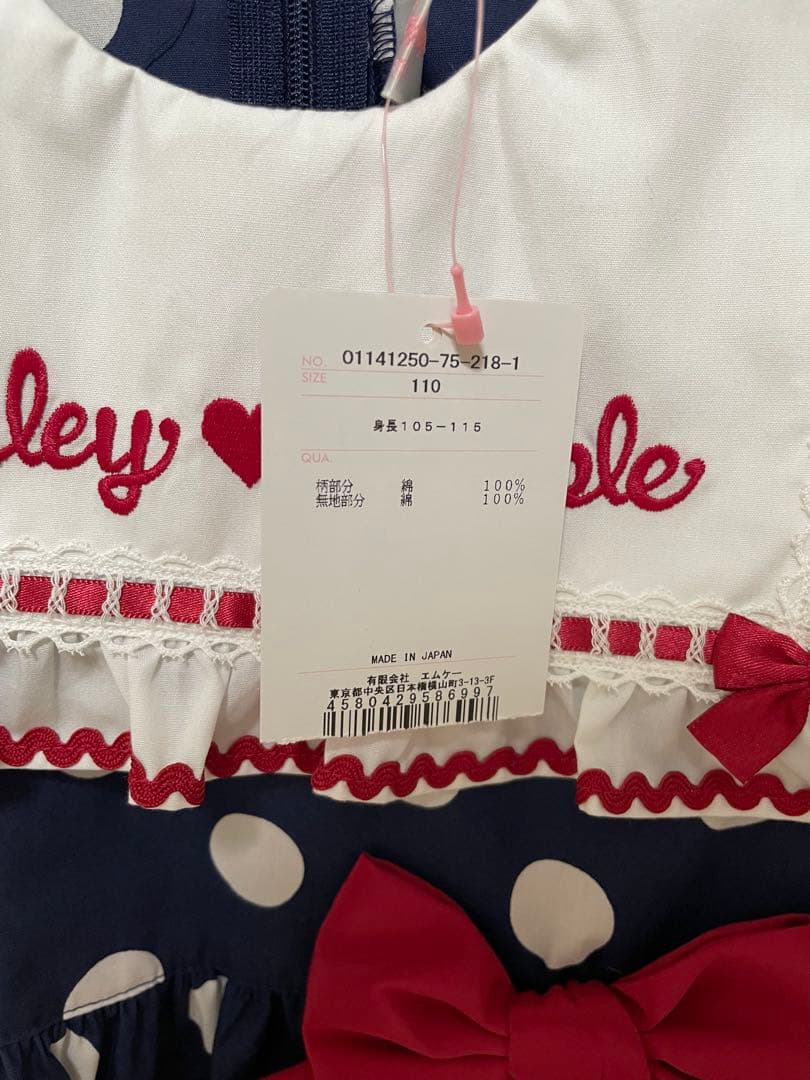 NO. 01141250-75-218-1
SIZE 110
身長105-115
QUA.
柄部分 綿 100%
無地部分 綿 100%
ley ♥ ple
MADE IN JAPAN
有限会社 エムケー
東京都中央区日本橋横山町3-13-3F
4580429586997